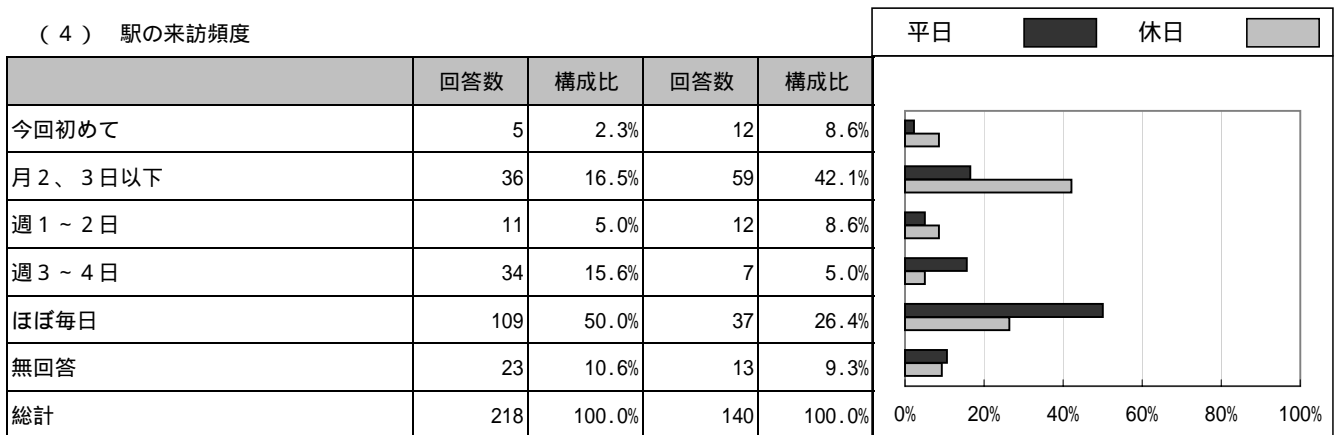 (4) 駅の来訪頻度
平日 休日
回答数 構成比 回答数 構成比
今回初めて 5 2.3% 12 8.6%
月2、3日以下 36 16.5% 59 42.1%
週1~2日 11 5.0% 12 8.6%
週3~4日 34 15.6% 7 5.0%
ほぼ毎日 109 50.0% 37 26.4%
無回答 23 10.6% 13 9.3%
総計 218 100.0% 140 100.0%
0% 20% 40% 60% 80% 100%